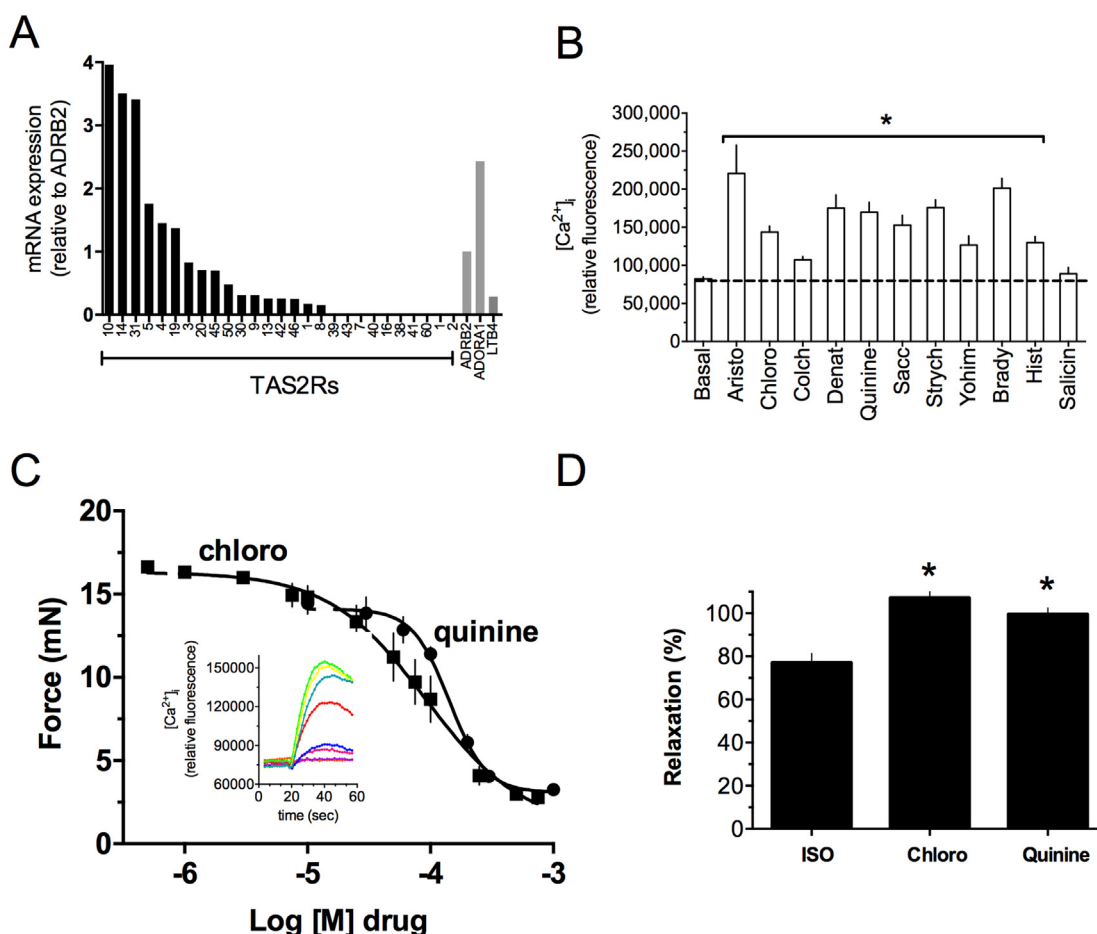 A
mRNA expression
(relative to ADRB2)
4
3
2
1
0
10 14 31 5 4 19 3 20 45 50 30 9 13 42 46 1 8 39 43 7 40 16 38 41 60 1 2 ADRB2 ADORA1 LTB4
TAS2Rs
B
[Ca2+]i
(relative fluorescence)
300,000
250,000
200,000
150,000
100,000
50,000
0
*
Basal Aristo Chloro Colch Denat Quinine Sacc Strych Yohim Brady Hist Salicin
C
Force (mN)
20
15
10
5
0
chloro
quinine
[Ca2+]i
(relative fluorescence)
150000
120000
90000
60000
0 20 40 60
time (sec)
-6 -5 -4 -3
Log [M] drug
D
Relaxation (%)
100
80
60
40
20
0
* *
ISO Chloro Quinine